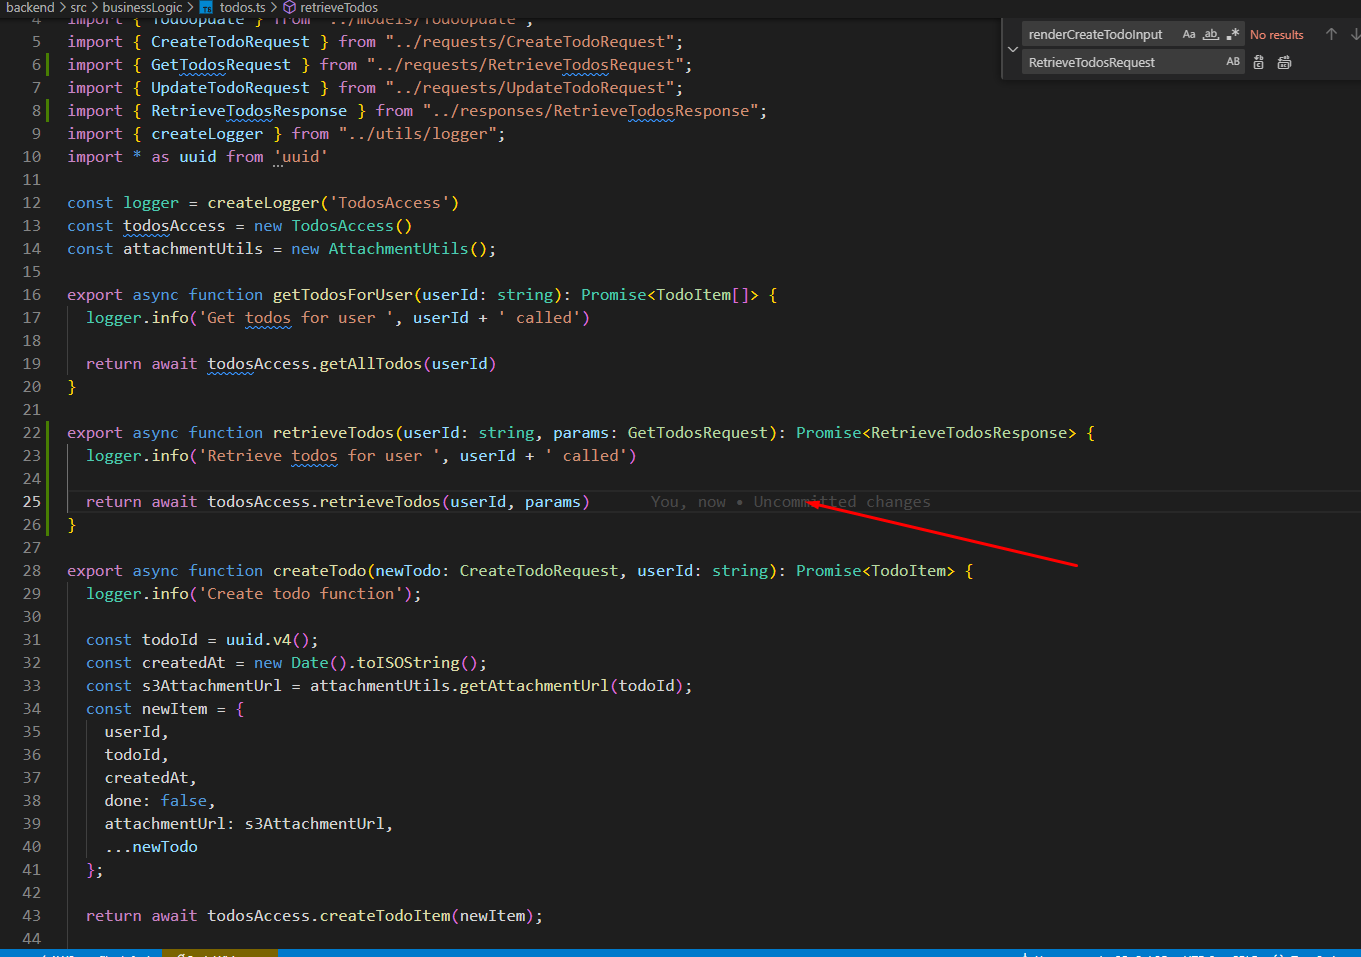 backend > src > businessLogic > TS todos.ts > retrieveTodos
4 import { TodoUpdate } from "../models/TodoUpdate";
5 import { CreateTodoRequest } from "../requests/CreateTodoRequest";
6 import { GetTodosRequest } from "../requests/RetrieveTodosRequest";
7 import { UpdateTodoRequest } from "../requests/UpdateTodoRequest";
8 import { RetrieveTodosResponse } from "../responses/RetrieveTodosResponse";
9 import { createLogger } from "../utils/logger";
10 import * as uuid from 'uuid'
11
12 const logger = createLogger('TodosAccess')
13 const todosAccess = new TodosAccess()
14 const attachmentUtils = new AttachmentUtils();
15
16 export async function getTodosForUser(userId: string): Promise<TodoItem[]> {
17 logger.info('Get todos for user ', userId + ' called')
18
19 return await todosAccess.getAllTodos(userId)
20 }
21
22 export async function retrieveTodos(userId: string, params: GetTodosRequest): Promise<RetrieveTodosResponse> {
23 logger.info('Retrieve todos for user ', userId + ' called')
24
25 return await todosAccess.retrieveTodos(userId, params) You, now • Uncommitted changes
26 }
27
28 export async function createTodo(newTodo: CreateTodoRequest, userId: string): Promise<TodoItem> {
29 logger.info('Create todo function');
30
31 const todoId = uuid.v4();
32 const createdAt = new Date().toISOString();
33 const s3AttachmentUrl = attachmentUtils.getAttachmentUrl(todoId);
34 const newItem = {
35 userId,
36 todoId,
37 createdAt,
38 done: false,
39 attachmentUrl: s3AttachmentUrl,
40 ...newTodo
41 };
42
43 return await todosAccess.createTodoItem(newItem);
44
renderCreateTodoInput Aa ab .* No results
RetrieveTodosRequest AB